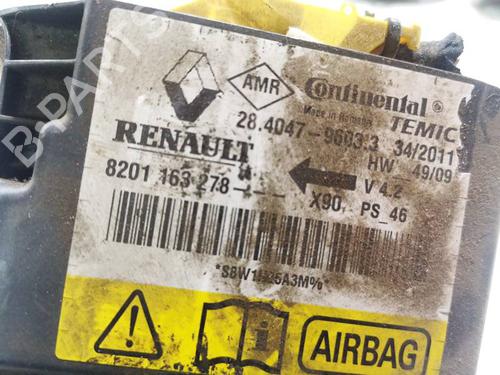 AMR Continental
Made in Romania TEMIC
28.4047-9603.3 34/2011
HW 49/09
RENAULT
V 4.2
8201 163 278---
X90, PS_46
AIRBAG
B-PARTS